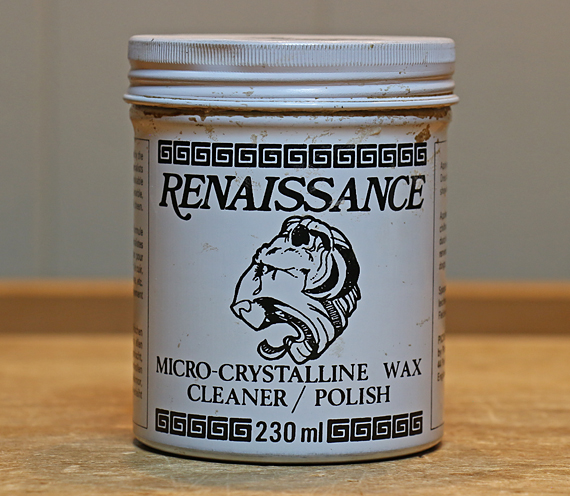 RENAISSANCE
MICRO-CRYSTALLINE WAX
CLEANER / POLISH
230 ml